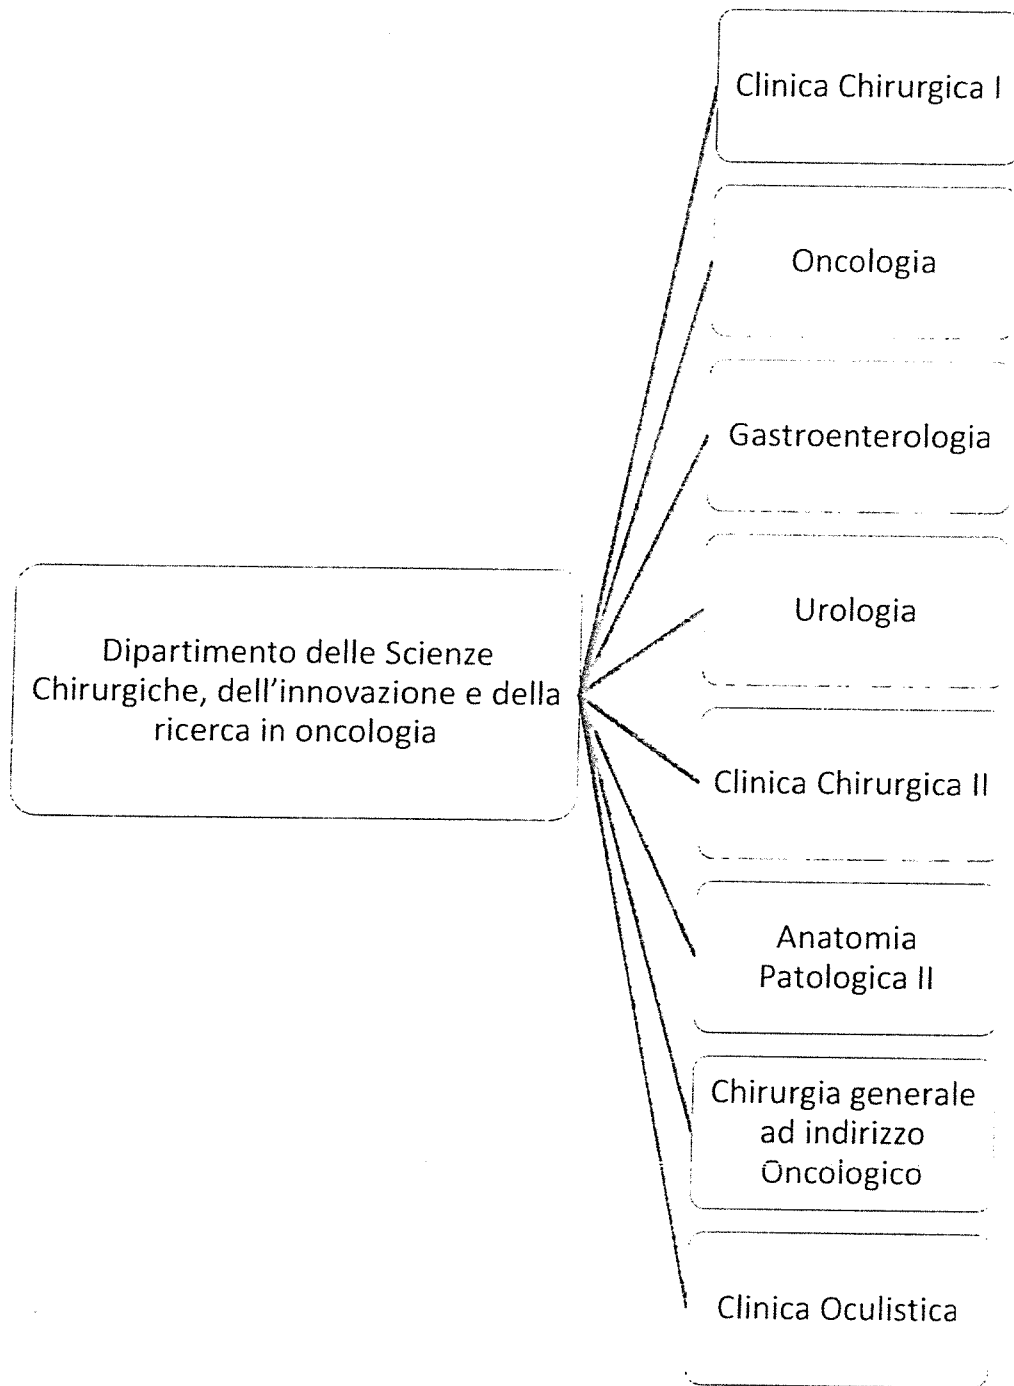 Clinica Chirurgica I
Oncologia
Gastroenterologia
Urologia
Dipartimento delle Scienze
Chirurgiche, dell'innovazione e della
ricerca in oncologia
Clinica Chirurgica II
Anatomia
Patologica II
Chirurgia generale
ad indirizzo
Oncologico
Clinica Oculistica